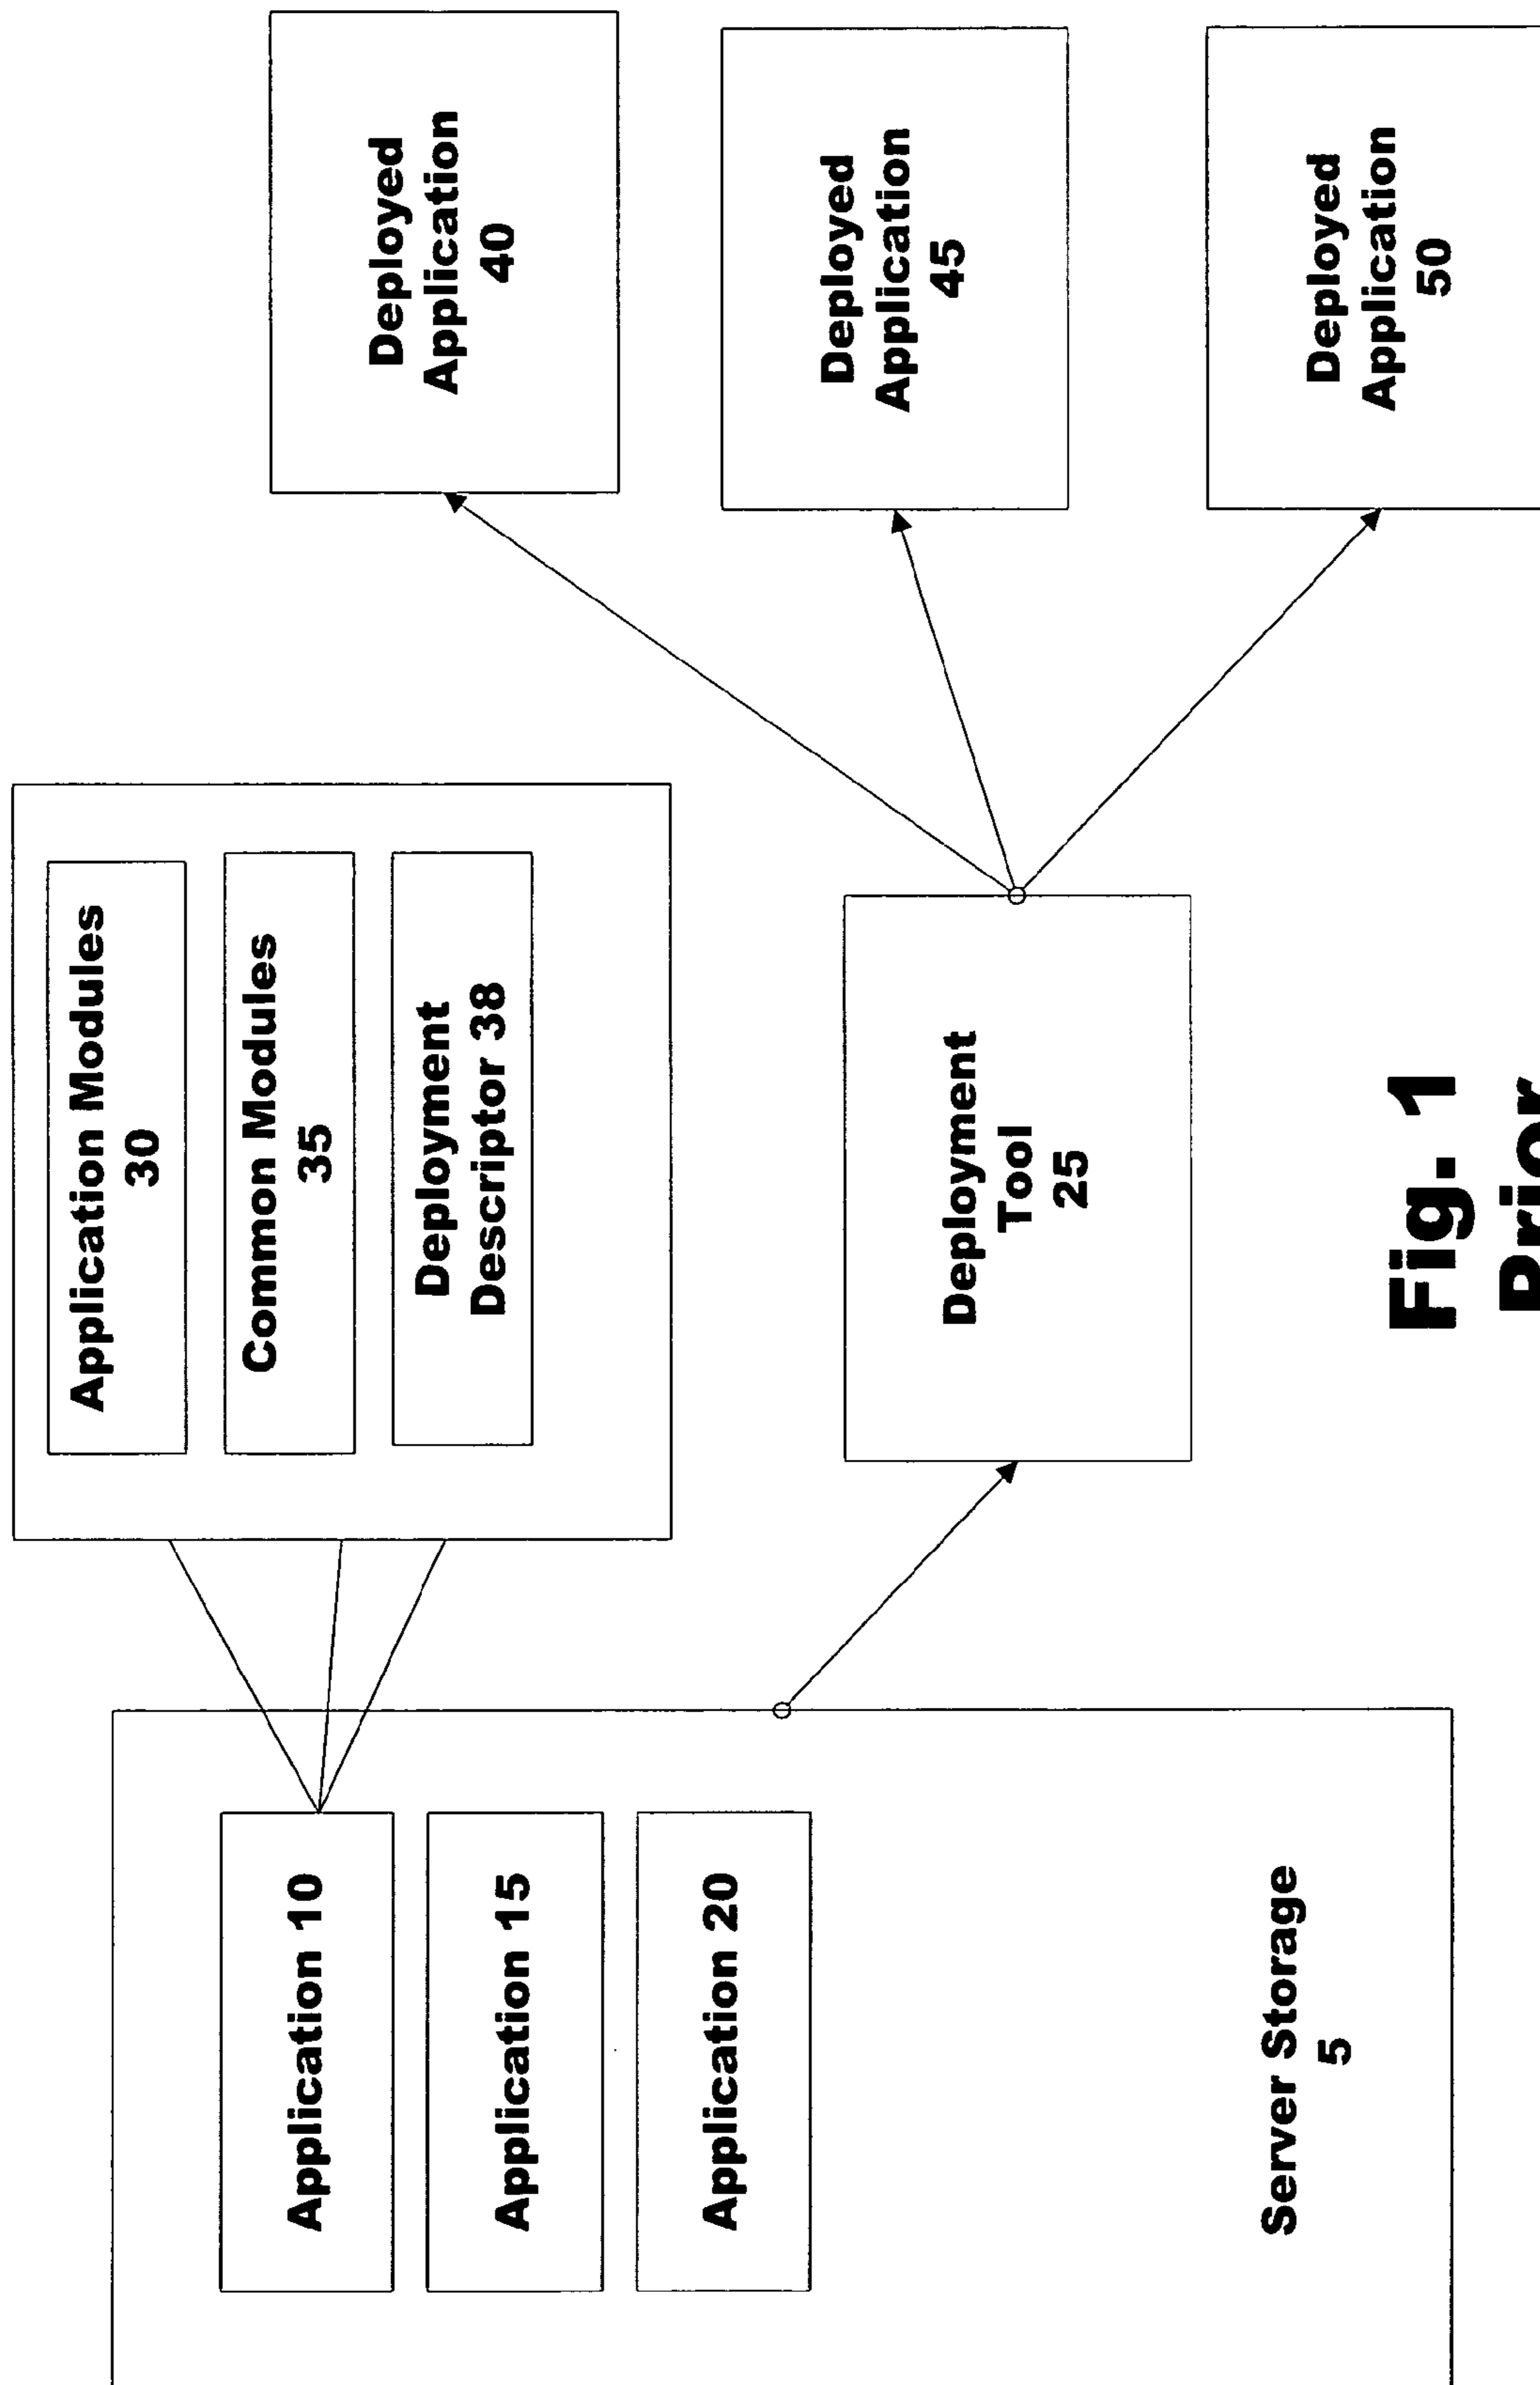 Application 10
Application 15
Application 20
Server Storage
5
Application Modules
30
Common Modules
35
Deployment
Descriptor 38
Deployment
Tool
25
Deployed
Application
40
Deployed
Application
45
Deployed
Application
50
Fig. 1
Prior